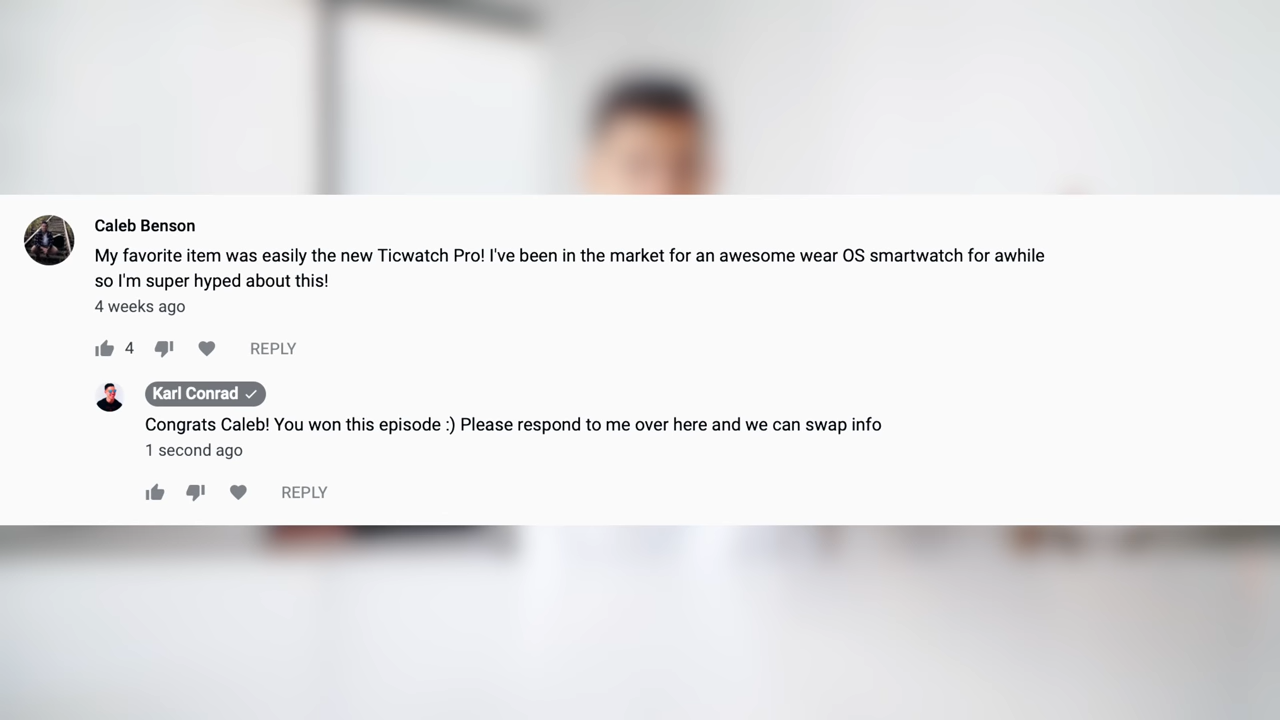 Caleb Benson
My favorite item was easily the new Ticwatch Pro! I've been in the market for an awesome wear OS smartwatch for awhile
so I'm super hyped about this!
4 weeks ago
4 REPLY
Karl Conrad
Congrats Caleb! You won this episode :) Please respond to me over here and we can swap info
1 second ago
REPLY